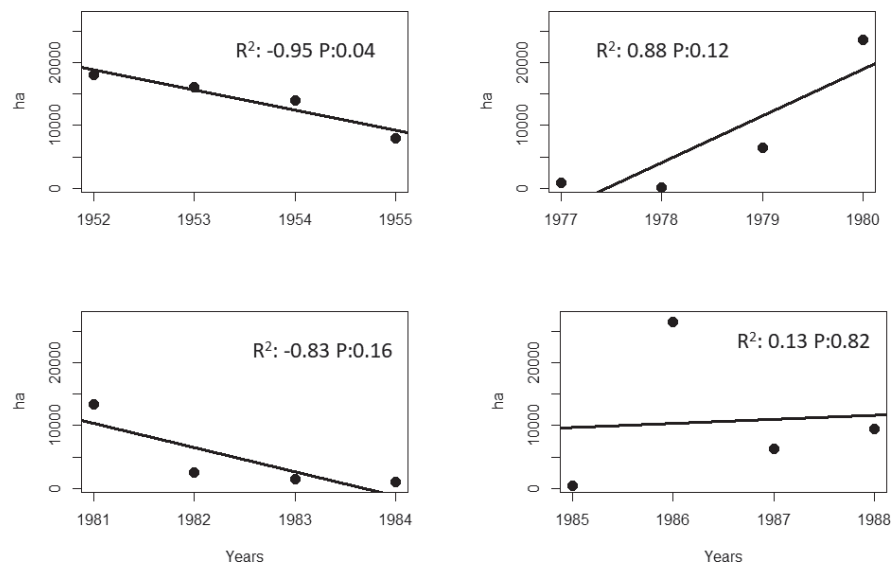 R²: -0.95 P:0.04
ha
20000
10000
0
1952 1953 1954 1955
R²: 0.88 P:0.12
ha
20000
10000
0
1977 1978 1979 1980
R²: -0.83 P:0.16
ha
20000
10000
0
1981 1982 1983 1984
Years
R²: 0.13 P:0.82
ha
20000
10000
0
1985 1986 1987 1988
Years